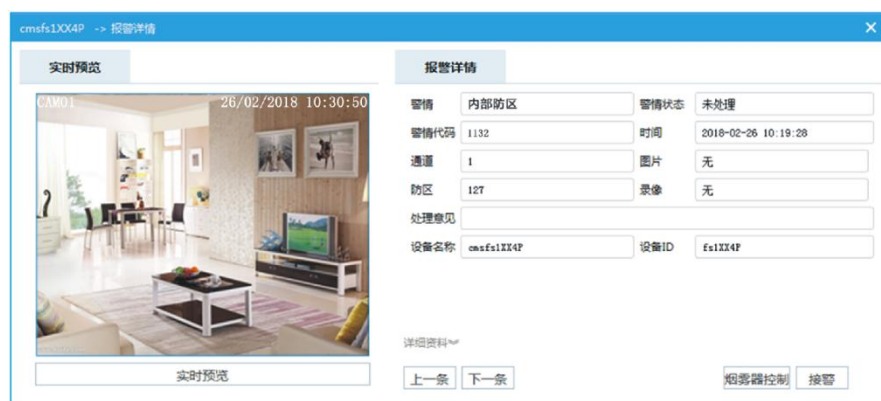 cmsfs1XX4P -> 报警详情
实时预览
CAM01 26/02/2018 10:30:50
实时预览
报警详情
警情 内部防区 警情状态 未处理
警情代码 1132 时间 2018-02-26 10:19:28
通道 1 图片 无
防区 127 录像 无
处理意见
设备名称 cmsfs1XX4P 设备ID fs1XX4P
详细资料
上一条 下一条 烟雾器控制 接警